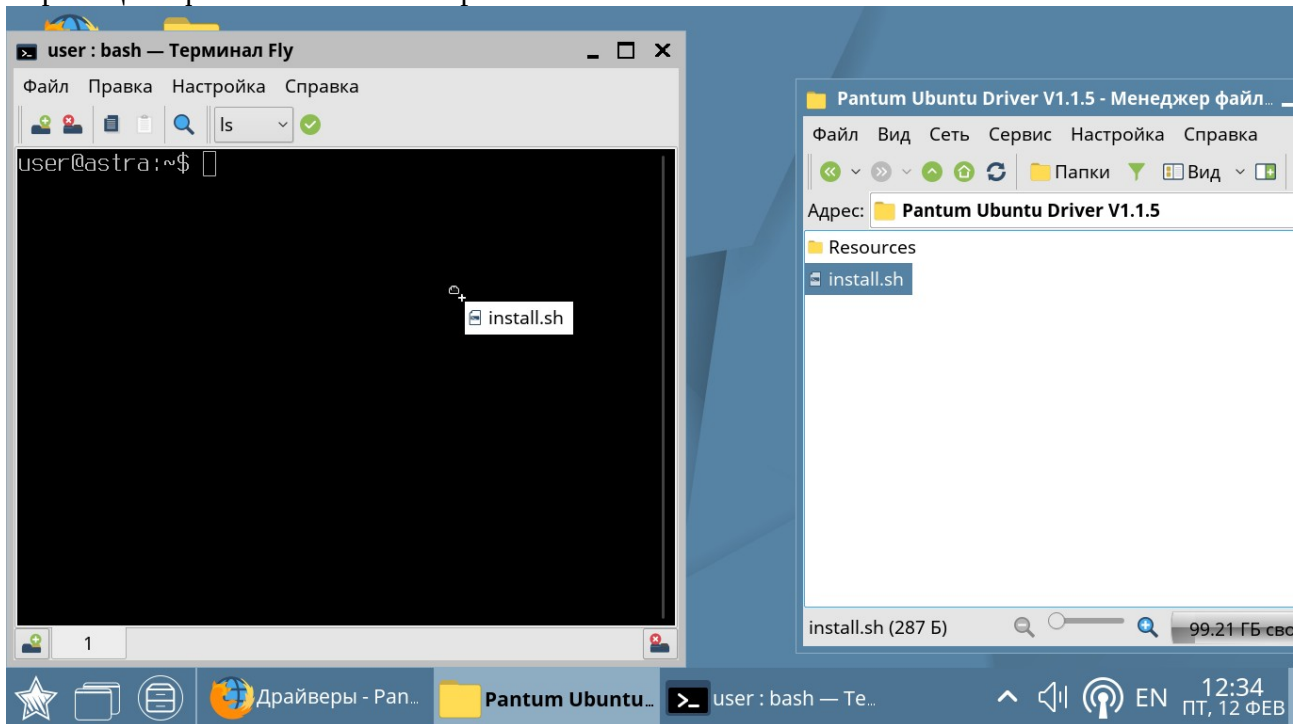 user : bash — Терминал Fly
Файл Правка Настройка Справка
ls
user@astra:~$
install.sh
1
Pantum Ubuntu Driver V1.1.5 - Менеджер файл…
Файл Вид Сеть Сервис Настройка Справка
Папки Вид
Адрес: Pantum Ubuntu Driver V1.1.5
Resources
install.sh
install.sh (287 Б) 99.21 ГБ сво
Драйверы - Pan… Pantum Ubuntu… user : bash — Te… EN 12:34
ПТ, 12 ФЕВ